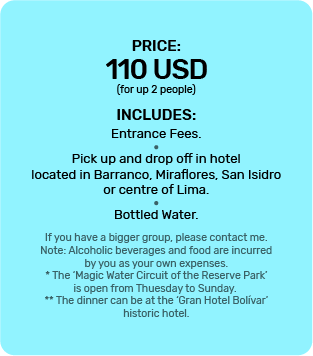 PRICE:
110 USD
(for up 2 people)
INCLUDES:
Entrance Fees.
•
Pick up and drop off in hotel
located in Barranco, Miraflores, San Isidro
or centre of Lima.
•
Bottled Water.
If you have a bigger group, please contact me.
Note: Alcoholic beverages and food are incurred
by you as your own expenses.
* The ‘Magic Water Circuit of the Reserve Park’
is open from Thuesday to Sunday.
** The dinner can be at the ‘Gran Hotel Bolívar’
historic hotel.